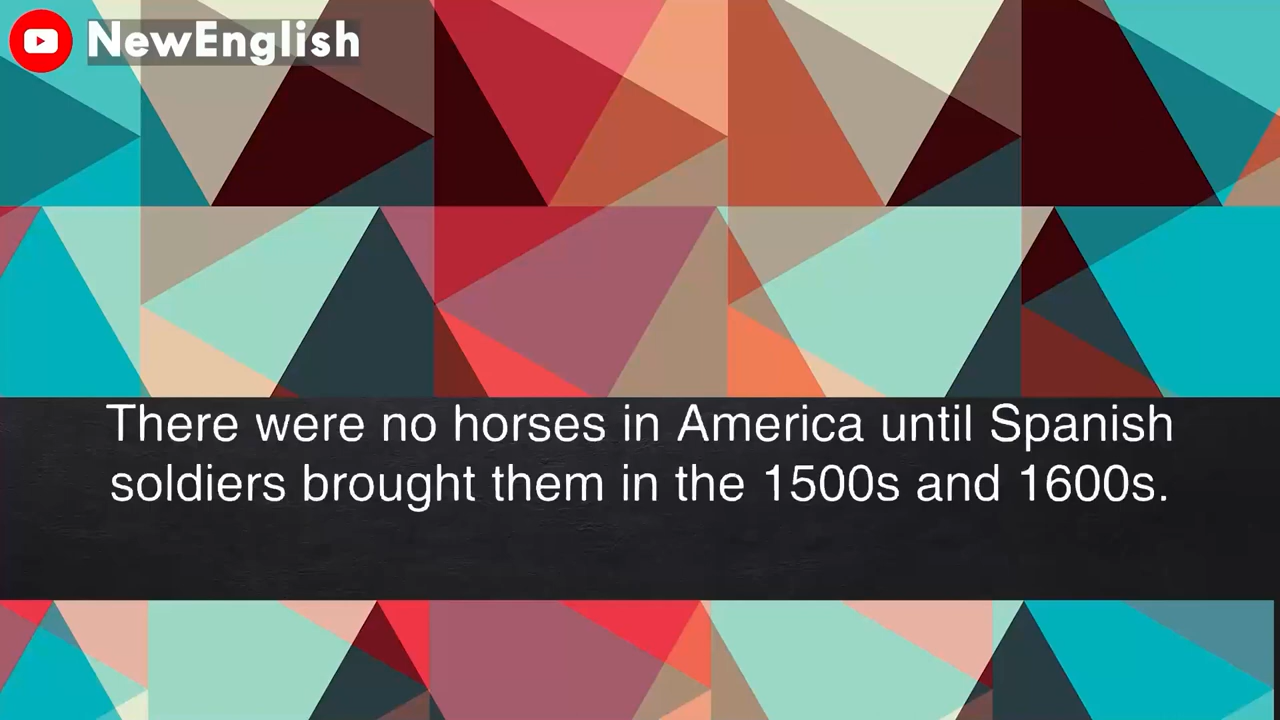 NewEnglish
There were no horses in America until Spanish
soldiers brought them in the 1500s and 1600s.